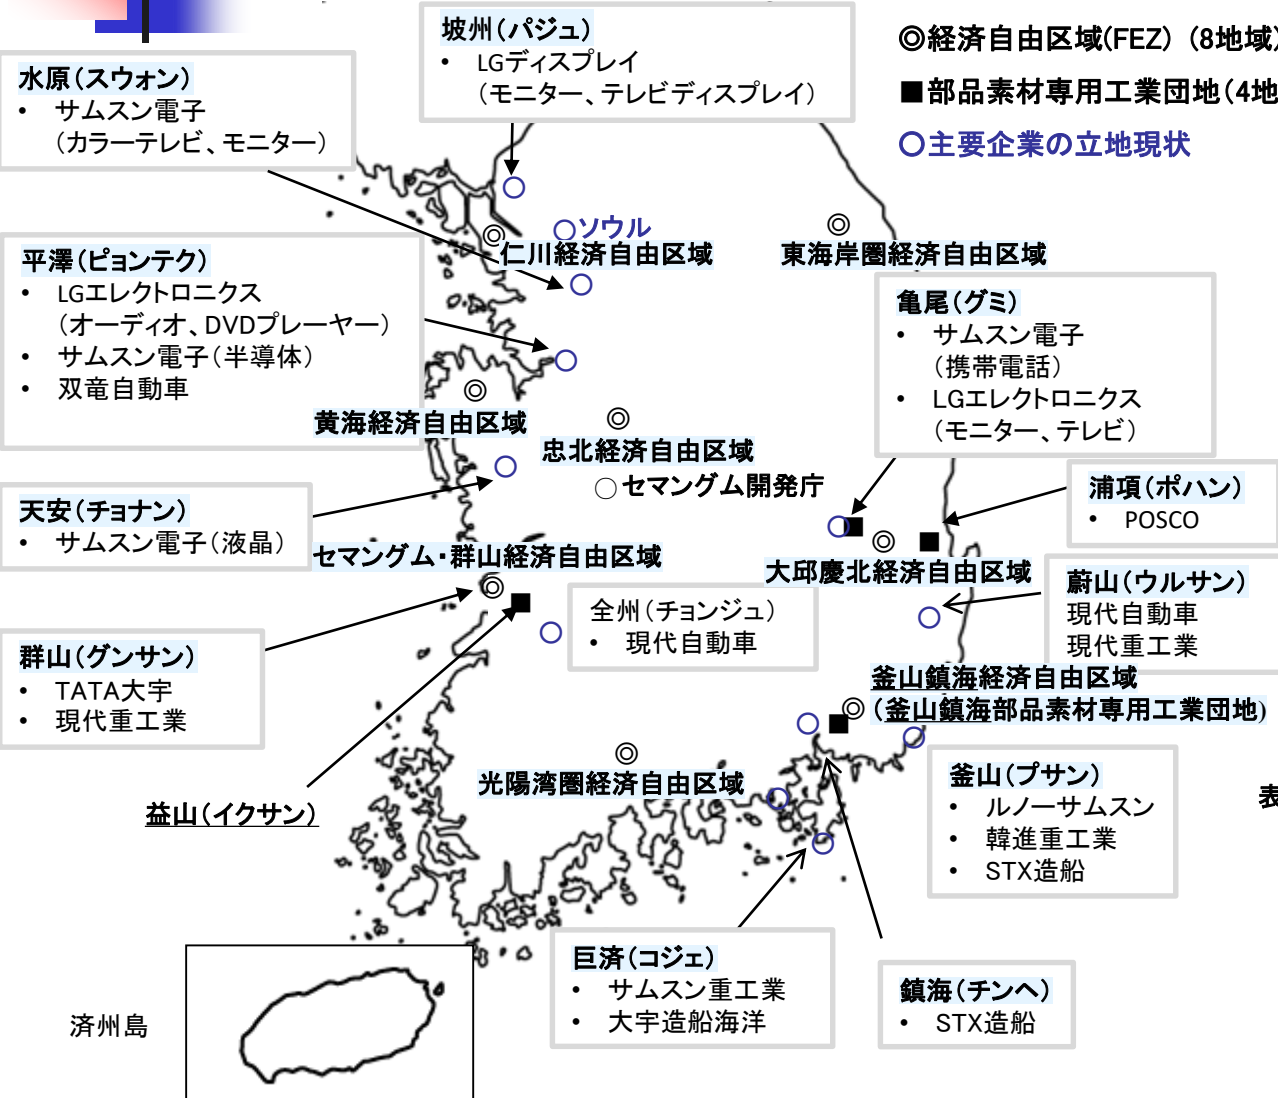 坡州（パジュ）
• LGディスプレイ
（モニター、テレビディスプレイ）
◎経済自由区域(FEZ)（8地域）
■部品素材専用工業団地（4地
○主要企業の立地現状
水原（スウォン）
• サムスン電子
（カラーテレビ、モニター）
○ソウル
仁川経済自由区域
東海岸圏経済自由区域
平澤（ピョンテク）
• LGエレクトロニクス
（オーディオ、DVDプレーヤー）
• サムスン電子（半導体）
• 双竜自動車
亀尾（グミ）
• サムスン電子
（携帯電話）
• LGエレクトロニクス
（モニター、テレビ）
黄海経済自由区域
忠北経済自由区域
○セマングム開発庁
天安（チョナン）
• サムスン電子（液晶）
浦項（ポハン）
• POSCO
セマングム・群山経済自由区域
大邱慶北経済自由区域
蔚山（ウルサン）
現代自動車
現代重工業
全州（チョンジュ）
• 現代自動車
群山（グンサン）
• TATA大宇
• 現代重工業
釜山鎮海経済自由区域
（釜山鎮海部品素材専用工業団地)
光陽湾圏経済自由区域
益山（イクサン）
釜山（プサン）
• ルノーサムスン
• 韓進重工業
• STX造船
表
巨済（コジェ）
• サムスン重工業
• 大宇造船海洋
鎮海（チンヘ）
• STX造船
済州島